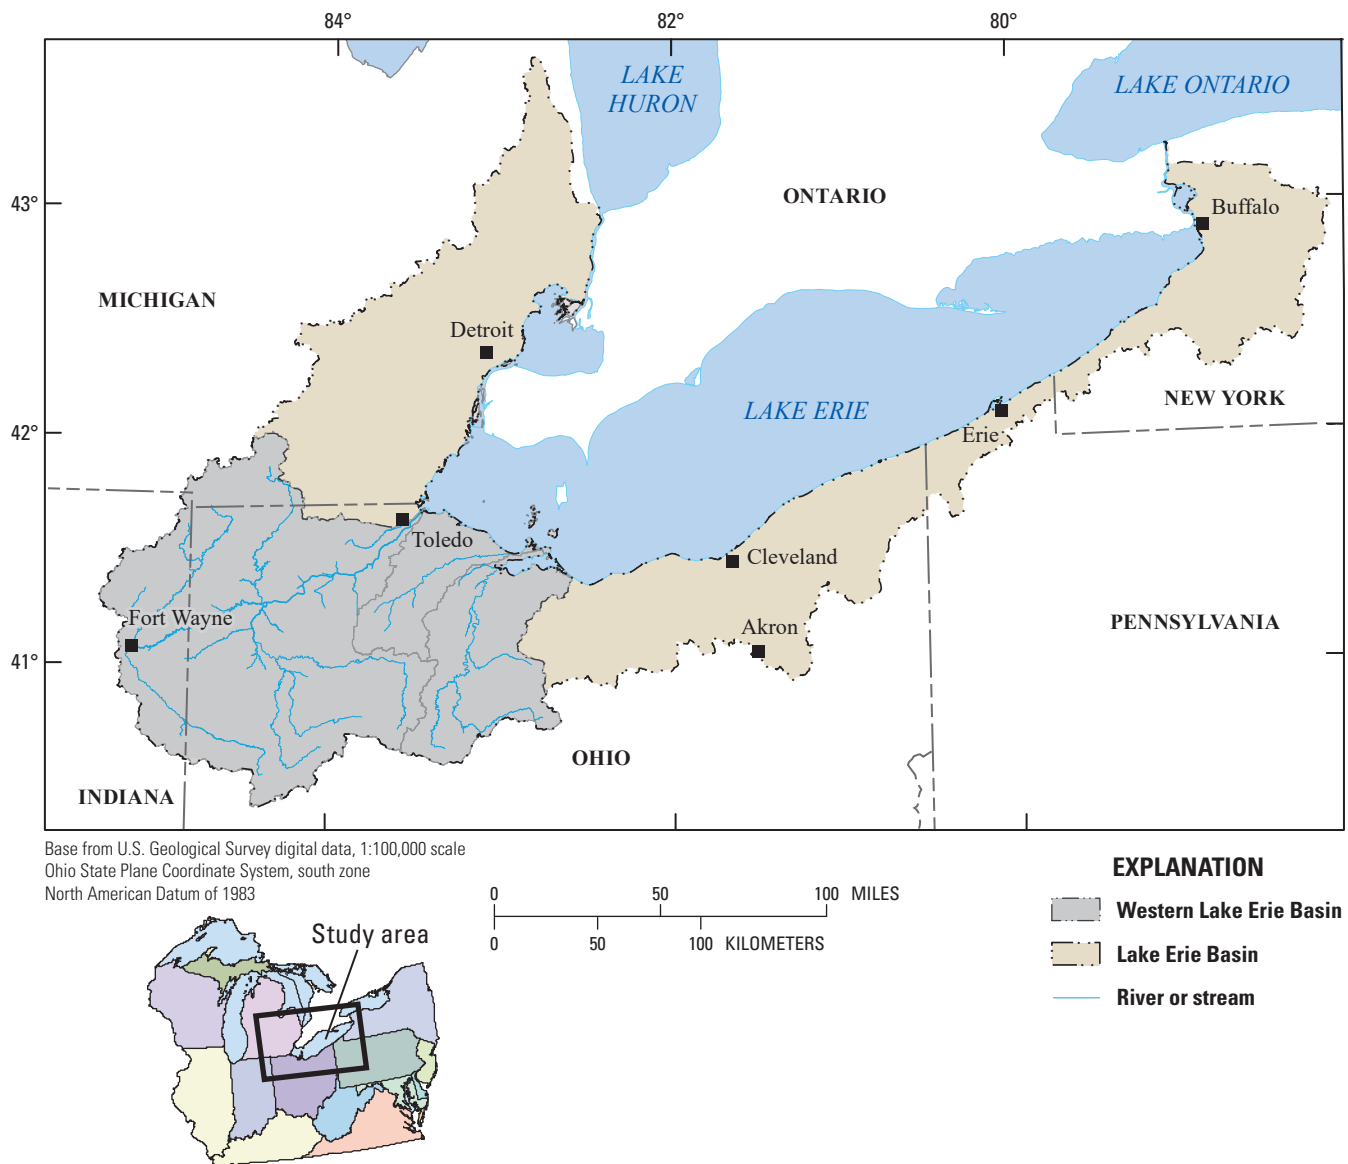 84°
82°
80°
LAKE
HURON
LAKE ONTARIO
43°
ONTARIO
Buffalo
MICHIGAN
Detroit
LAKE ERIE
NEW YORK
42°
Erie
Toledo
Cleveland
Fort Wayne
Akron
PENNSYLVANIA
41°
OHIO
INDIANA
Base from U.S. Geological Survey digital data, 1:100,000 scale
Ohio State Plane Coordinate System, south zone
North American Datum of 1983
0 50 100 MILES
0 50 100 KILOMETERS
EXPLANATION
Western Lake Erie Basin
Lake Erie Basin
River or stream
Study area